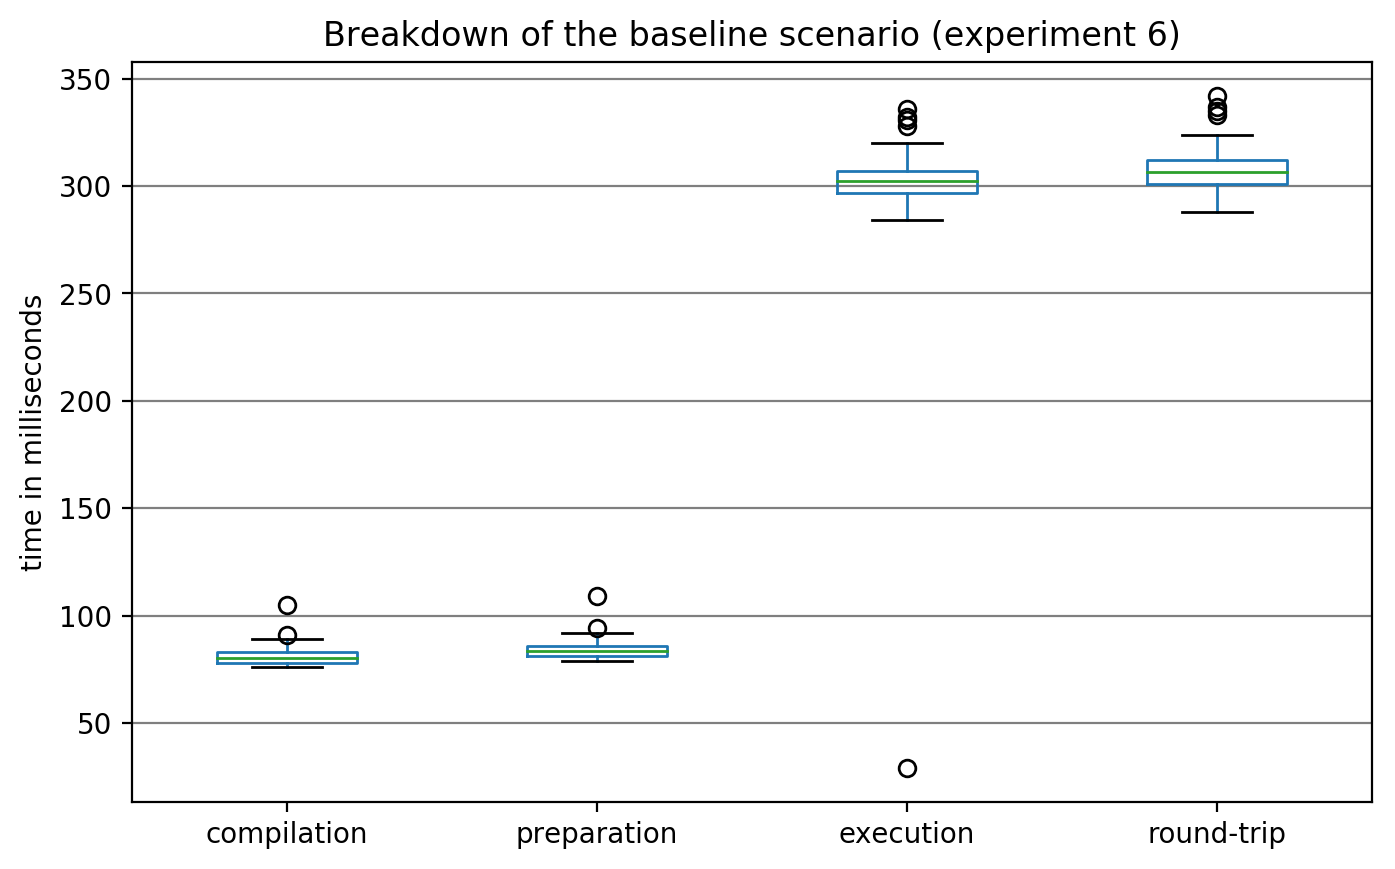 Breakdown of the baseline scenario (experiment 6)
time in milliseconds
350
300
250
200
150
100
50
compilation preparation execution round-trip